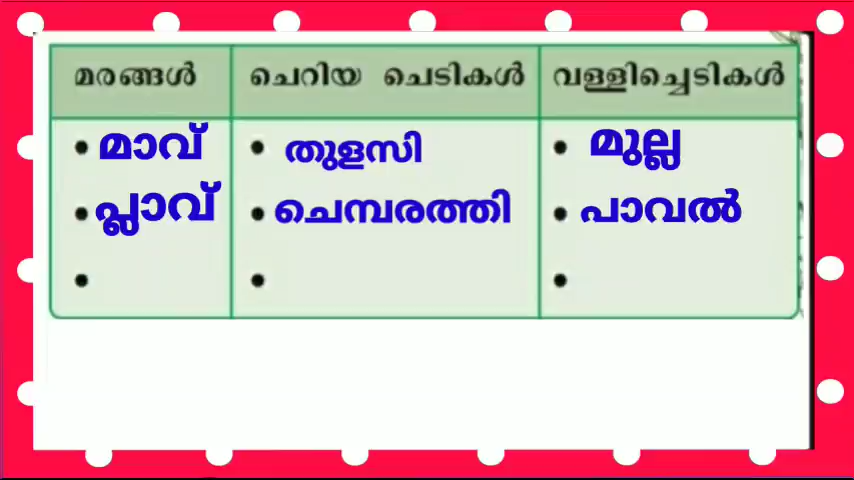 മരങ്ങൾ ചെറിയ ചെടികൾ വള്ളിച്ചെടികൾ
• മാവ് • തുളസി • മുല്ല
• പ്ലാവ് • ചെമ്പരത്തി • പാവൽ
• • •